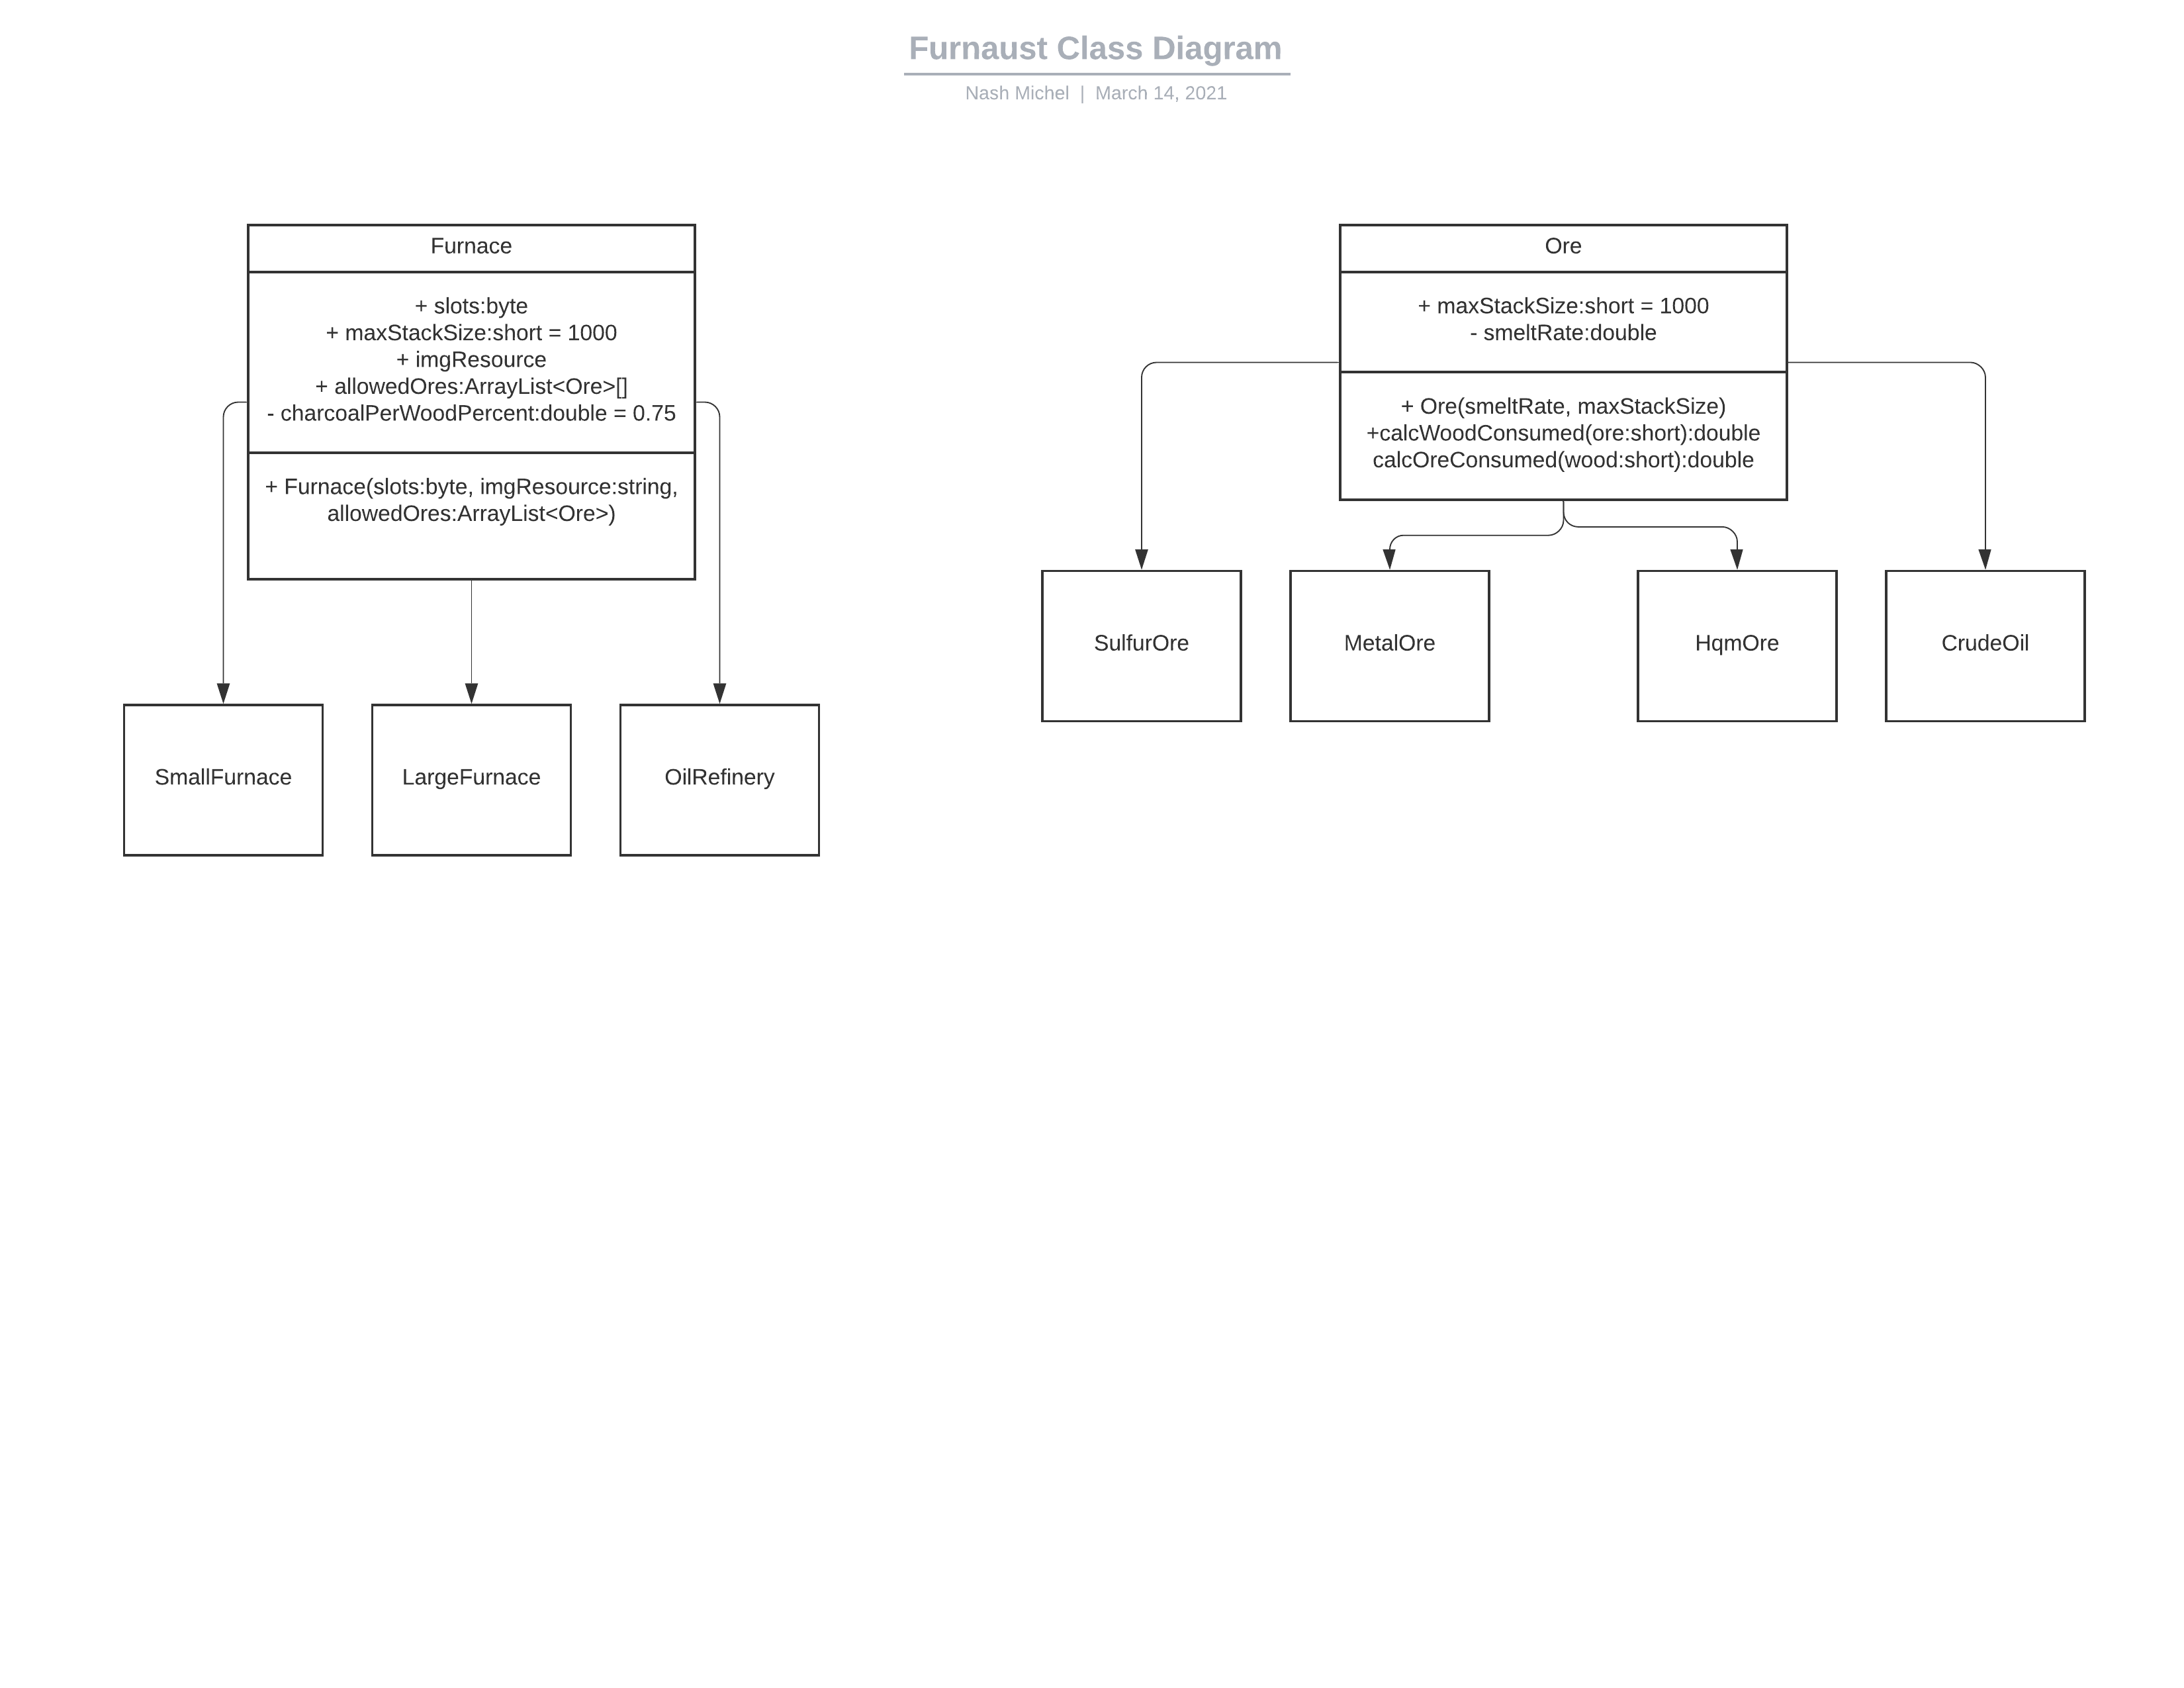 Furnaust Class Diagram
Nash Michel | March 14, 2021
Furnace
+ slots:byte
+ maxStackSize:short = 1000
+ imgResource
+ allowedOres:ArrayList<Ore>[]
- charcoalPerWoodPercent:double = 0.75
+ Furnace(slots:byte, imgResource:string,
allowedOres:ArrayList<Ore>)
SmallFurnace
LargeFurnace
OilRefinery
Ore
+ maxStackSize:short = 1000
- smeltRate:double
+ Ore(smeltRate, maxStackSize)
+calcWoodConsumed(ore:short):double
calcOreConsumed(wood:short):double
SulfurOre
MetalOre
HqmOre
CrudeOil